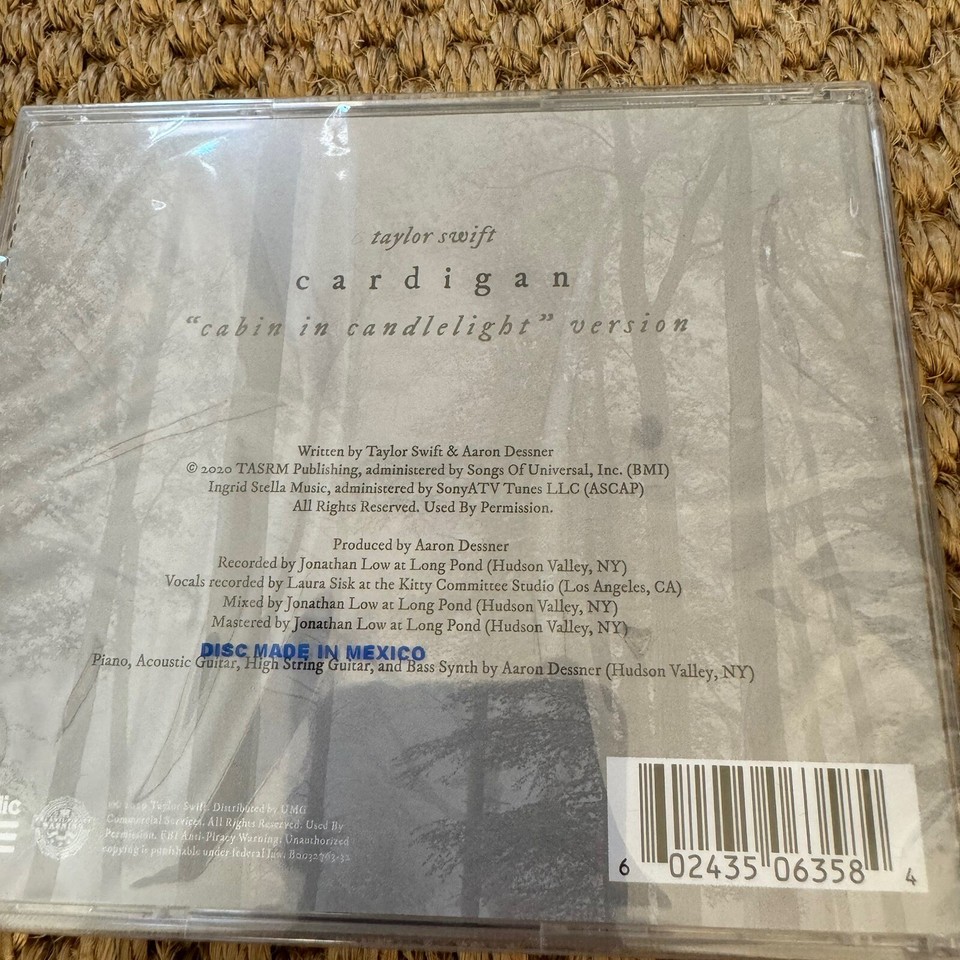 taylor swift
cardigan
“cabin in candlelight” version
Written by Taylor Swift & Aaron Dessner
© 2020 TASRM Publishing, administered by Songs Of Universal, Inc. (BMI)
Ingrid Stella Music, administered by SonyATV Tunes LLC (ASCAP)
All Rights Reserved. Used By Permission.
Produced by Aaron Dessner
Recorded by Jonathan Low at Long Pond (Hudson Valley, NY)
Vocals recorded by Laura Sisk at the Kitty Committee Studio (Los Angeles, CA)
Mixed by Jonathan Low at Long Pond (Hudson Valley, NY)
Mastered by Jonathan Low at Long Pond (Hudson Valley, NY)
DISC MADE IN MEXICO
Piano, Acoustic Guitar, High String Guitar, and Bass Synth by Aaron Dessner (Hudson Valley, NY)
Taylor Swift. Distributed by UMG
Commercial Services. All Rights Reserved. Used By
Permission. FBI Anti-Piracy Warning. Unauthorized
copying is punishable under federal law.
6 02435 06358 4